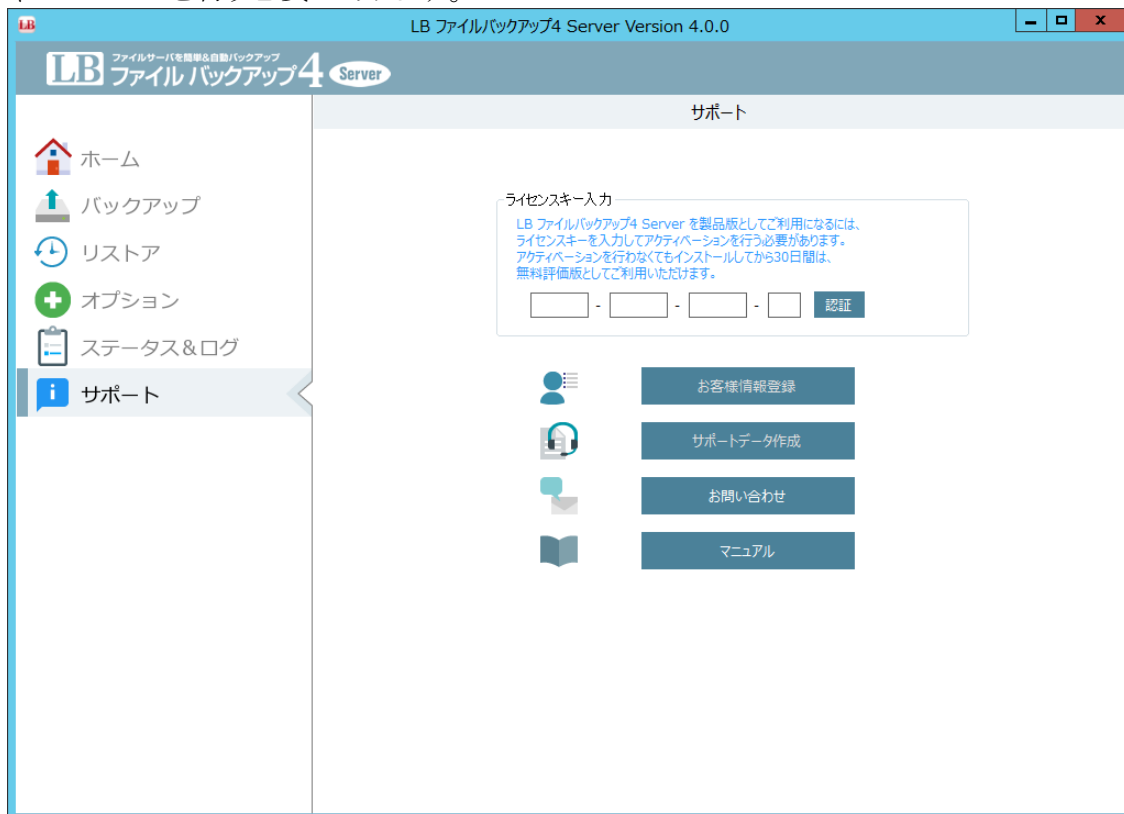 LB ファイルバックアップ4 Server Version 4.0.0
LB
ファイルサーバを簡単&自動バックアップ
LB ファイル バックアップ4 Server
サポート
ホーム
バックアップ
リストア
オプション
ステータス&ログ
サポート
ライセンスキー入力
LB ファイルバックアップ4 Server を製品版としてご利用になるには、
ライセンスキーを入力してアクティベーションを行う必要があります。
アクティベーションを行わなくてもインストールしてから30日間は、
無料評価版としてご利用いただけます。
- - - 認証
お客様情報登録
サポートデータ作成
お問い合わせ
マニュアル